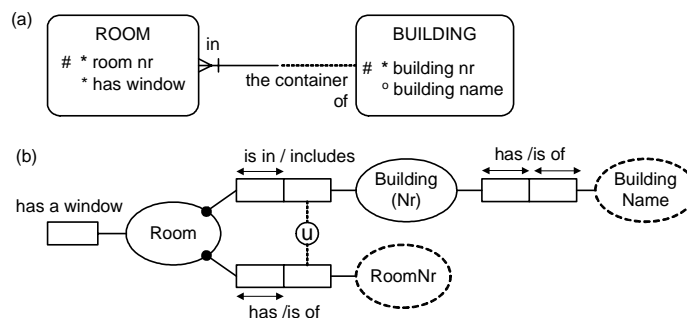 (a)
ROOM
# * room nr
* has window
in
the container
of
BUILDING
# * building nr
o building name
(b)
has a window
Room
is in / includes
Building
(Nr)
has /is of
Building
Name
u
RoomNr
has /is of